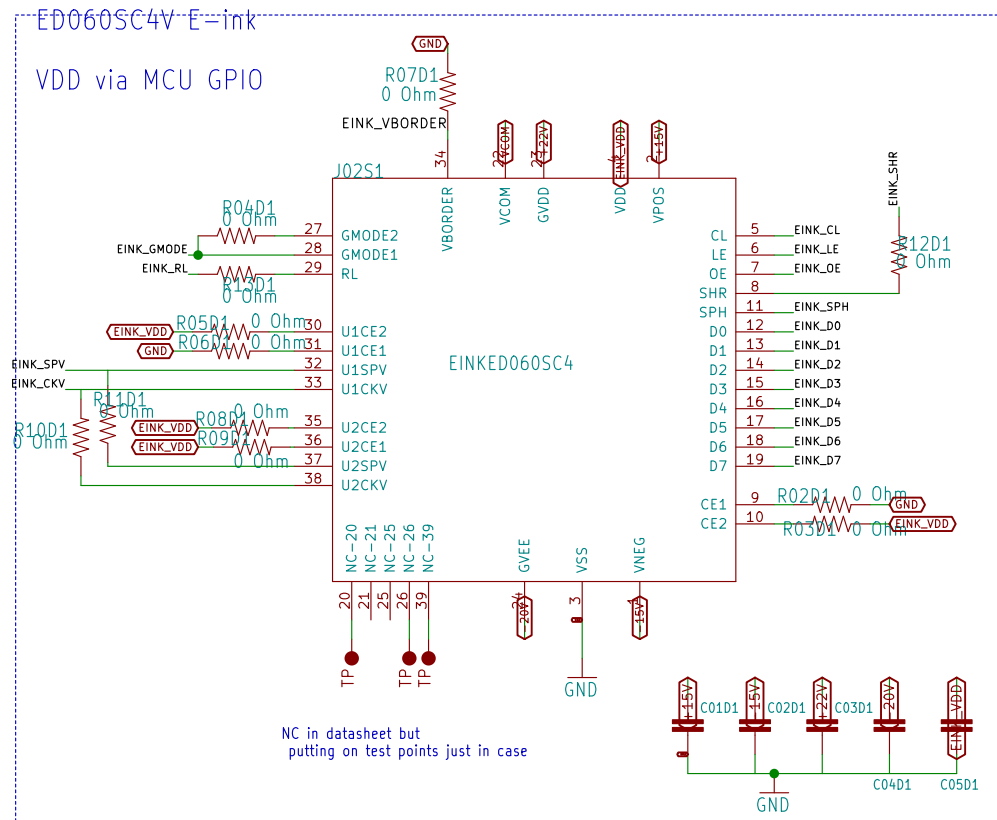 ED060SC4V E-ink
VDD via MCU GPIO
GND
R07D1
0 Ohm
EINK_VBORDER
34
VCOM
+22V
23
EINK_VDD
4
+15V
2
J02S1
VBORDER
VCOM
GVDD
VDD
VPOS
EINK_SHR
R12D1
0 Ohm
R04D1
0 Ohm
27 GMODE2
EINK_GMODE 28 GMODE1
EINK_RL 29 RL
R13D1
0 Ohm
CL 5 EINK_CL
LE 6 EINK_LE
OE 7 EINK_OE
SHR 8
SPH 11 EINK_SPH
D0 12 EINK_D0
D1 13 EINK_D1
D2 14 EINK_D2
D3 15 EINK_D3
D4 16 EINK_D4
D5 17 EINK_D5
D6 18 EINK_D6
D7 19 EINK_D7
EINK_VDD R05D1 0 Ohm 30 U1CE2
GND R06D1 0 Ohm 31 U1CE1
EINK_SPV 32 U1SPV
EINK_CKV 33 U1CKV
EINKED060SC4
R11D1
0 Ohm
R10D1
0 Ohm
EINK_VDD R08D1 0 Ohm 35 U2CE2
EINK_VDD R09D1 0 Ohm 36 U2CE1
37 U2SPV
38 U2CKV
CE1 9 R02D1 0 Ohm GND
CE2 10 R03D1 0 Ohm EINK_VDD
NC-20
NC-21
NC-25
NC-26
NC-39
GVEE
VSS
VNEG
20
21
25
26
39
24
3
1
-20V
-15V
TP
TP
TP
GND
NC in datasheet but
putting on test points just in case
+15V
C01D1
15V
C02D1
+22V
C03D1
20V
C04D1
EINK_VDD
C05D1
GND